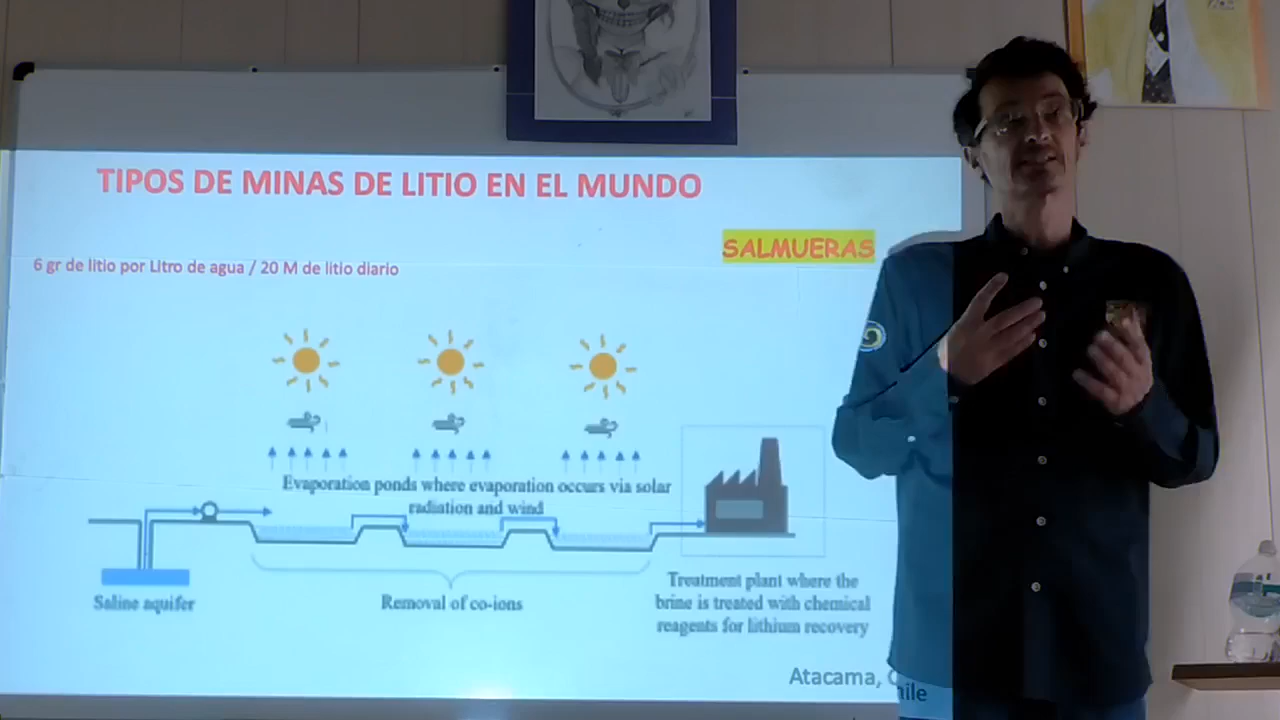 TIPOS DE MINAS DE LITIO EN EL MUNDO
SALMUERAS
6 gr de litio por Litro de agua / 20 M de litio diario
Evaporation ponds where evaporation occurs via solar
radiation and wind
Saline aquifer
Removal of co-ions
Treatment plant where the
brine is treated with chemical
reagents for lithium recovery
Atacama, Chile